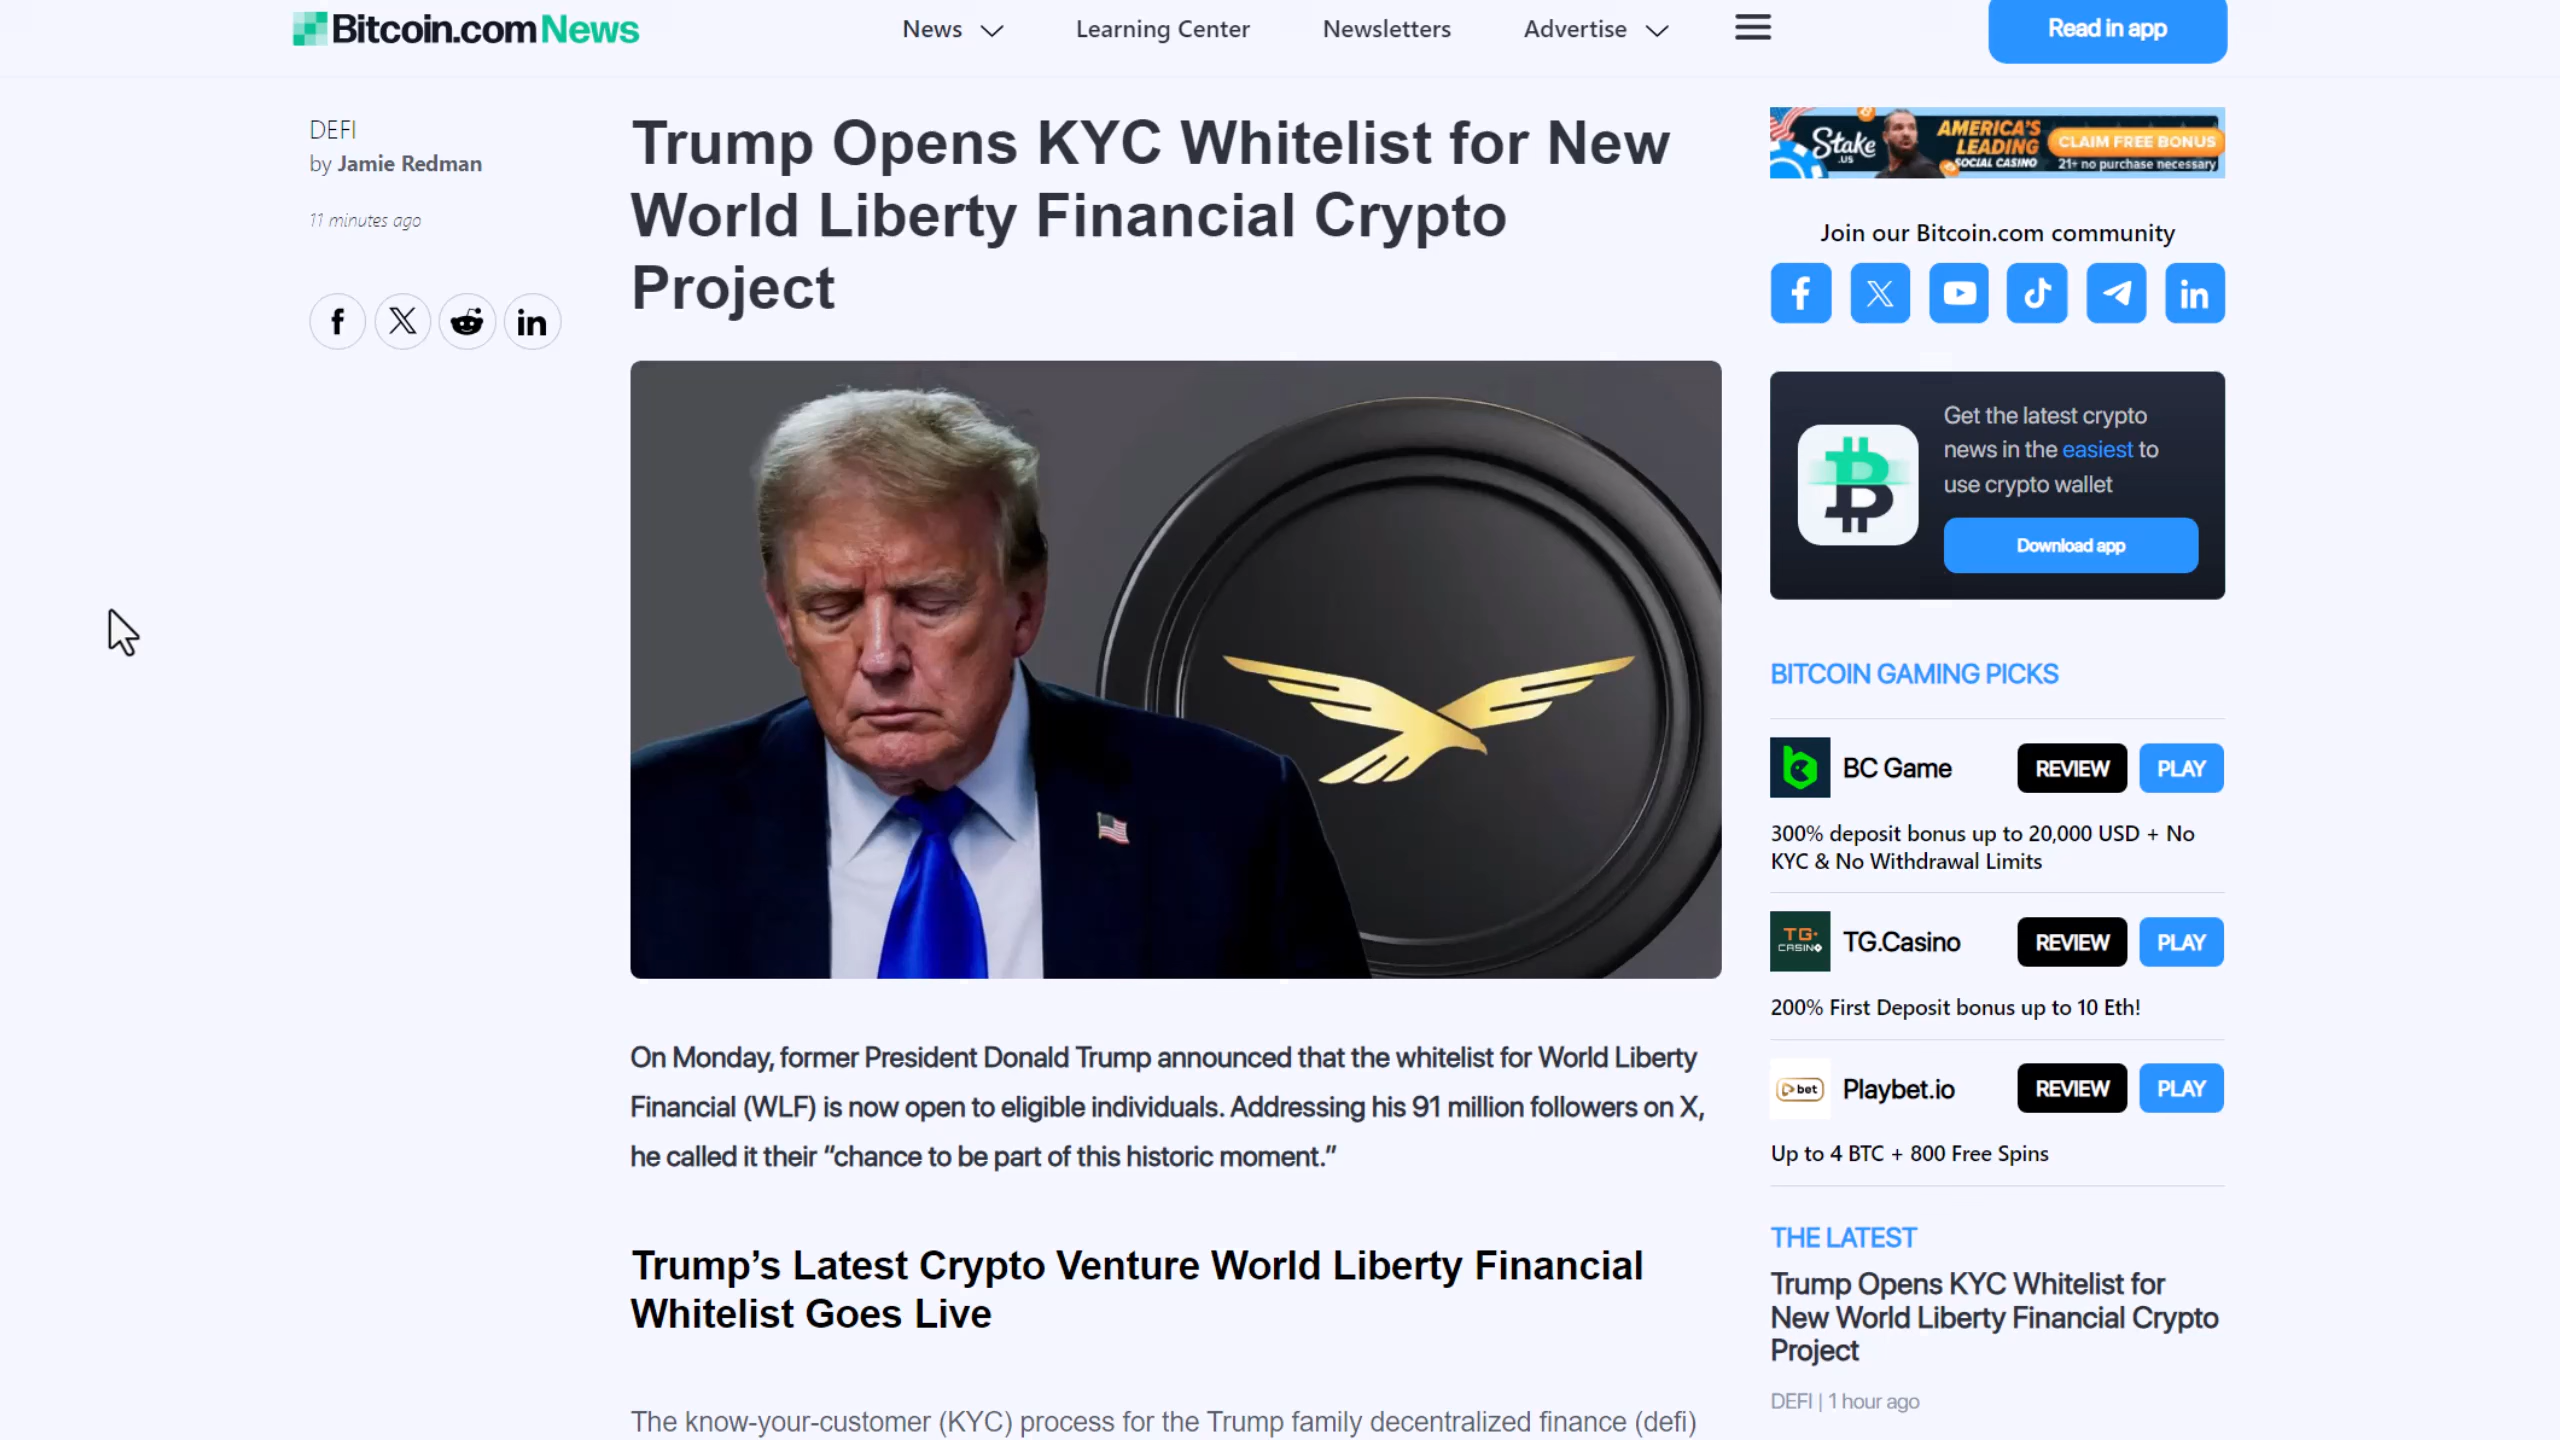 Bitcoin.com News
News
Learning Center
Newsletters
Advertise
Read in app
DEFI
by Jamie Redman
11 minutes ago
Trump Opens KYC Whitelist for New
World Liberty Financial Crypto
Project
On Monday, former President Donald Trump announced that the whitelist for World Liberty
Financial (WLF) is now open to eligible individuals. Addressing his 91 million followers on X,
he called it their “chance to be part of this historic moment.”
Trump’s Latest Crypto Venture World Liberty Financial
Whitelist Goes Live
The know-your-customer (KYC) process for the Trump family decentralized finance (defi)
Stake
.US
AMERICA'S
LEADING
SOCIAL CASINO
CLAIM FREE BONUS
21+ no purchase necessary
Join our Bitcoin.com community
Get the latest crypto
news in the easiest to
use crypto wallet
Download app
BITCOIN GAMING PICKS
BC Game
REVIEW
PLAY
300% deposit bonus up to 20,000 USD + No
KYC & No Withdrawal Limits
TG.
CASINO
TG.Casino
REVIEW
PLAY
200% First Deposit bonus up to 10 Eth!
bet
Playbet.io
REVIEW
PLAY
Up to 4 BTC + 800 Free Spins
THE LATEST
Trump Opens KYC Whitelist for
New World Liberty Financial Crypto
Project
DEFI | 1 hour ago